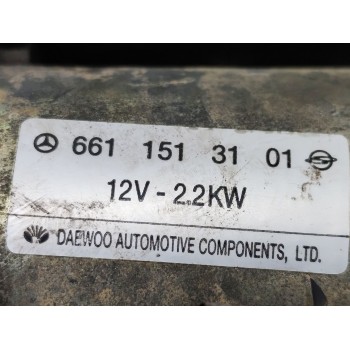 661 151 31 01
12V - 2.2KW
DAEWOO AUTOMOTIVE COMPONENTS, LTD.